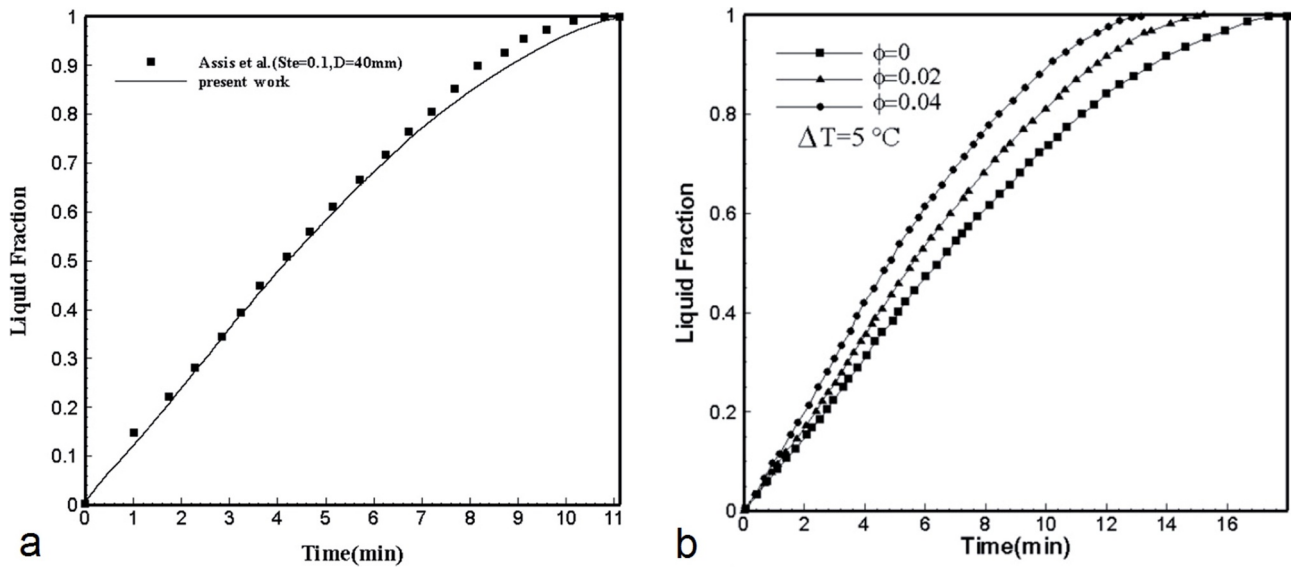 1
0.9
0.8
0.7
0.6
0.5
0.4
0.3
0.2
0.1
0
Liquid Fraction
Assis et al.(Ste=0.1,D=40mm)
present work
0 1 2 3 4 5 6 7 8 9 10 11
Time(min)
a
1
0.8
0.6
0.4
0.2
0
Liquid Fraction
ϕ=0
ϕ=0.02
ϕ=0.04
ΔT=5 °C
0 2 4 6 8 10 12 14 16
Time(min)
b